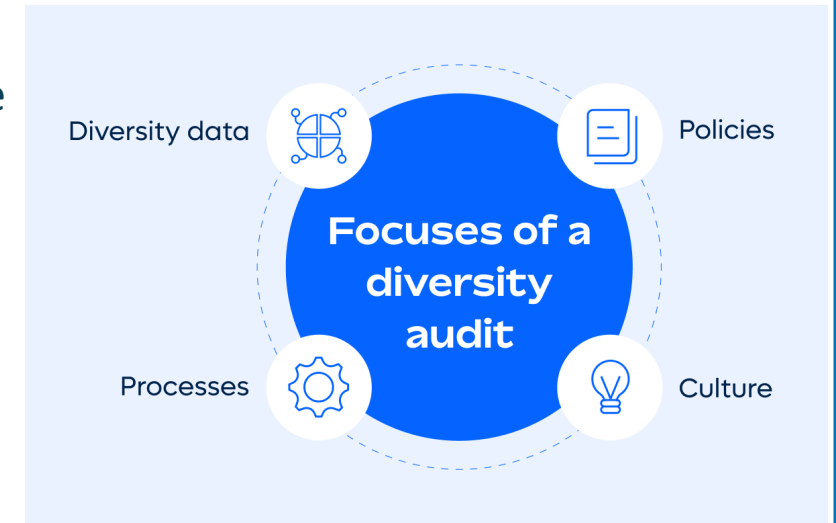 Diversity data
Policies
Focuses of a
diversity
audit
Processes
Culture